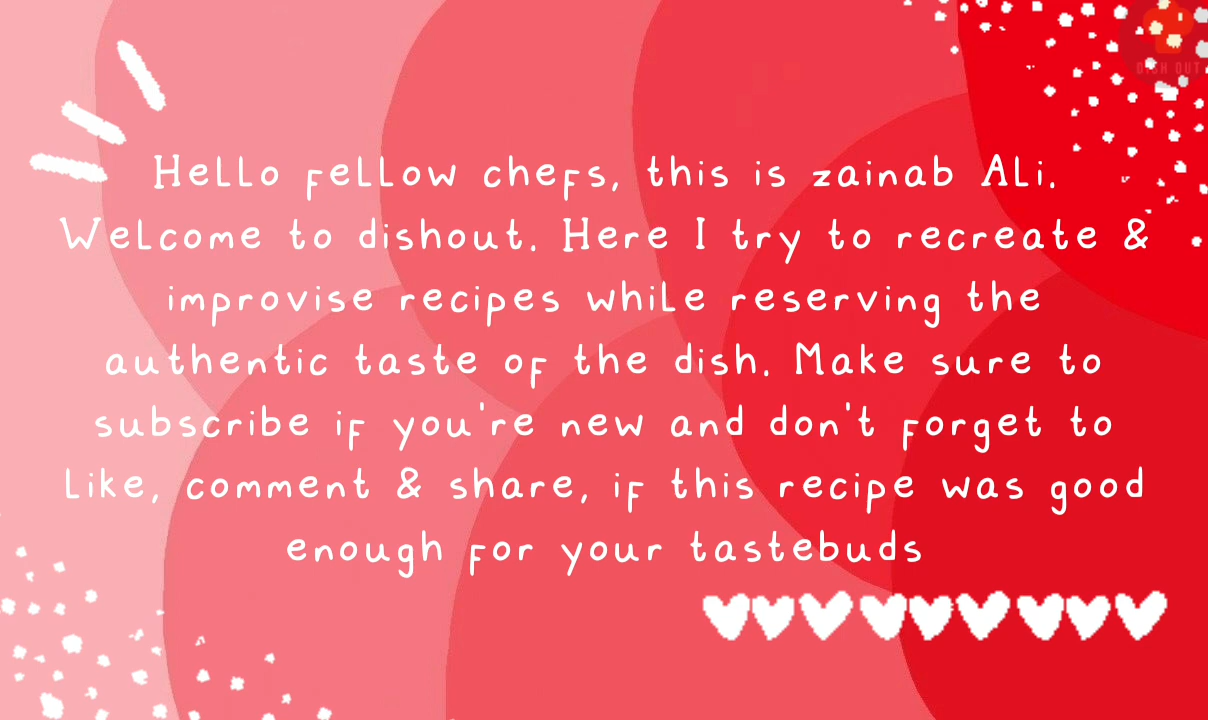 DISH OUT
Hello fellow chefs, this is zainab Ali.
Welcome to dishout. Here I try to recreate &
improvise recipes while reserving the
authentic taste of the dish. Make sure to
subscribe if you're new and don't forget to
Like, comment & share, if this recipe was good
enough for your tastebuds